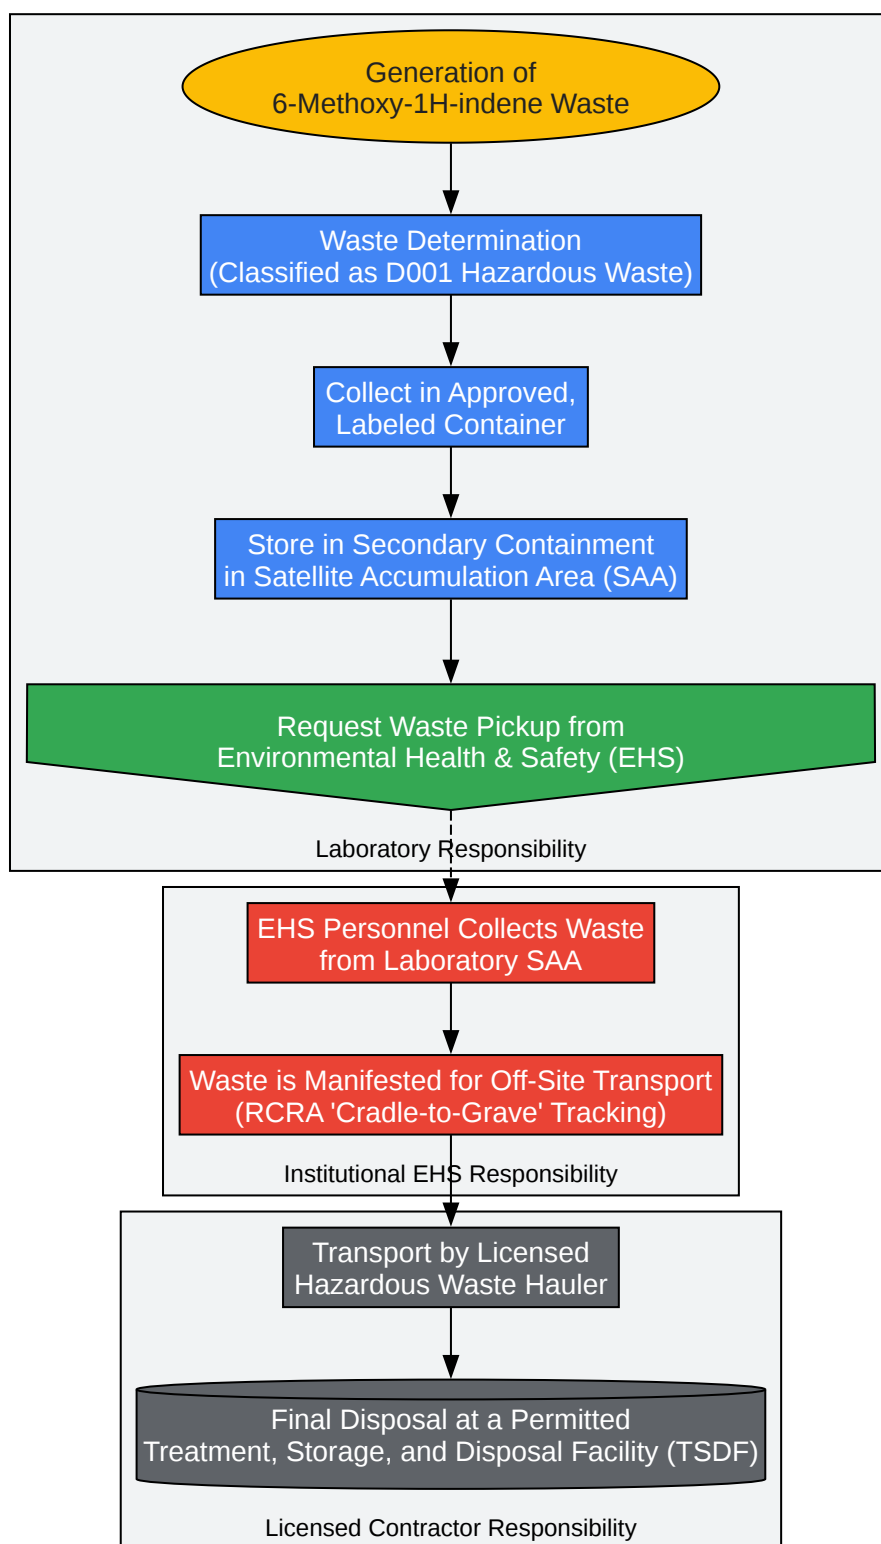 Generation of
6-Methoxy-1H-indene Waste
Waste Determination
(Classified as D001 Hazardous Waste)
Collect in Approved,
Labeled Container
Store in Secondary Containment
in Satellite Accumulation Area (SAA)
Request Waste Pickup from
Environmental Health & Safety (EHS)
Laboratory Responsibility
EHS Personnel Collects Waste
from Laboratory SAA
Waste is Manifested for Off-Site Transport
(RCRA 'Cradle-to-Grave' Tracking)
Institutional EHS Responsibility
Transport by Licensed
Hazardous Waste Hauler
Final Disposal at a Permitted
Treatment, Storage, and Disposal Facility (TSDF)
Licensed Contractor Responsibility